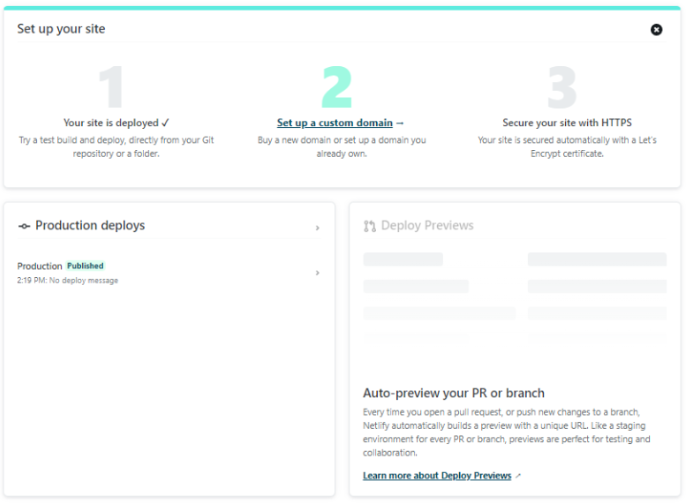 Set up your site
1
2
3
Your site is deployed ✓
Set up a custom domain →
Secure your site with HTTPS
Try a test build and deploy, directly from your Git
repository or a folder.
Buy a new domain or set up a domain you
already own.
Your site is secured automatically with a Let's
Encrypt certificate.
Production deploys
Production Published
2:19 PM: No deploy message
Deploy Previews
Auto-preview your PR or branch
Every time you open a pull request, or push new changes to a branch,
Netlify automatically builds a preview with a unique URL. Like a staging
environment for every PR or branch, previews are perfect for testing and
collaboration.
Learn more about Deploy Previews ↗